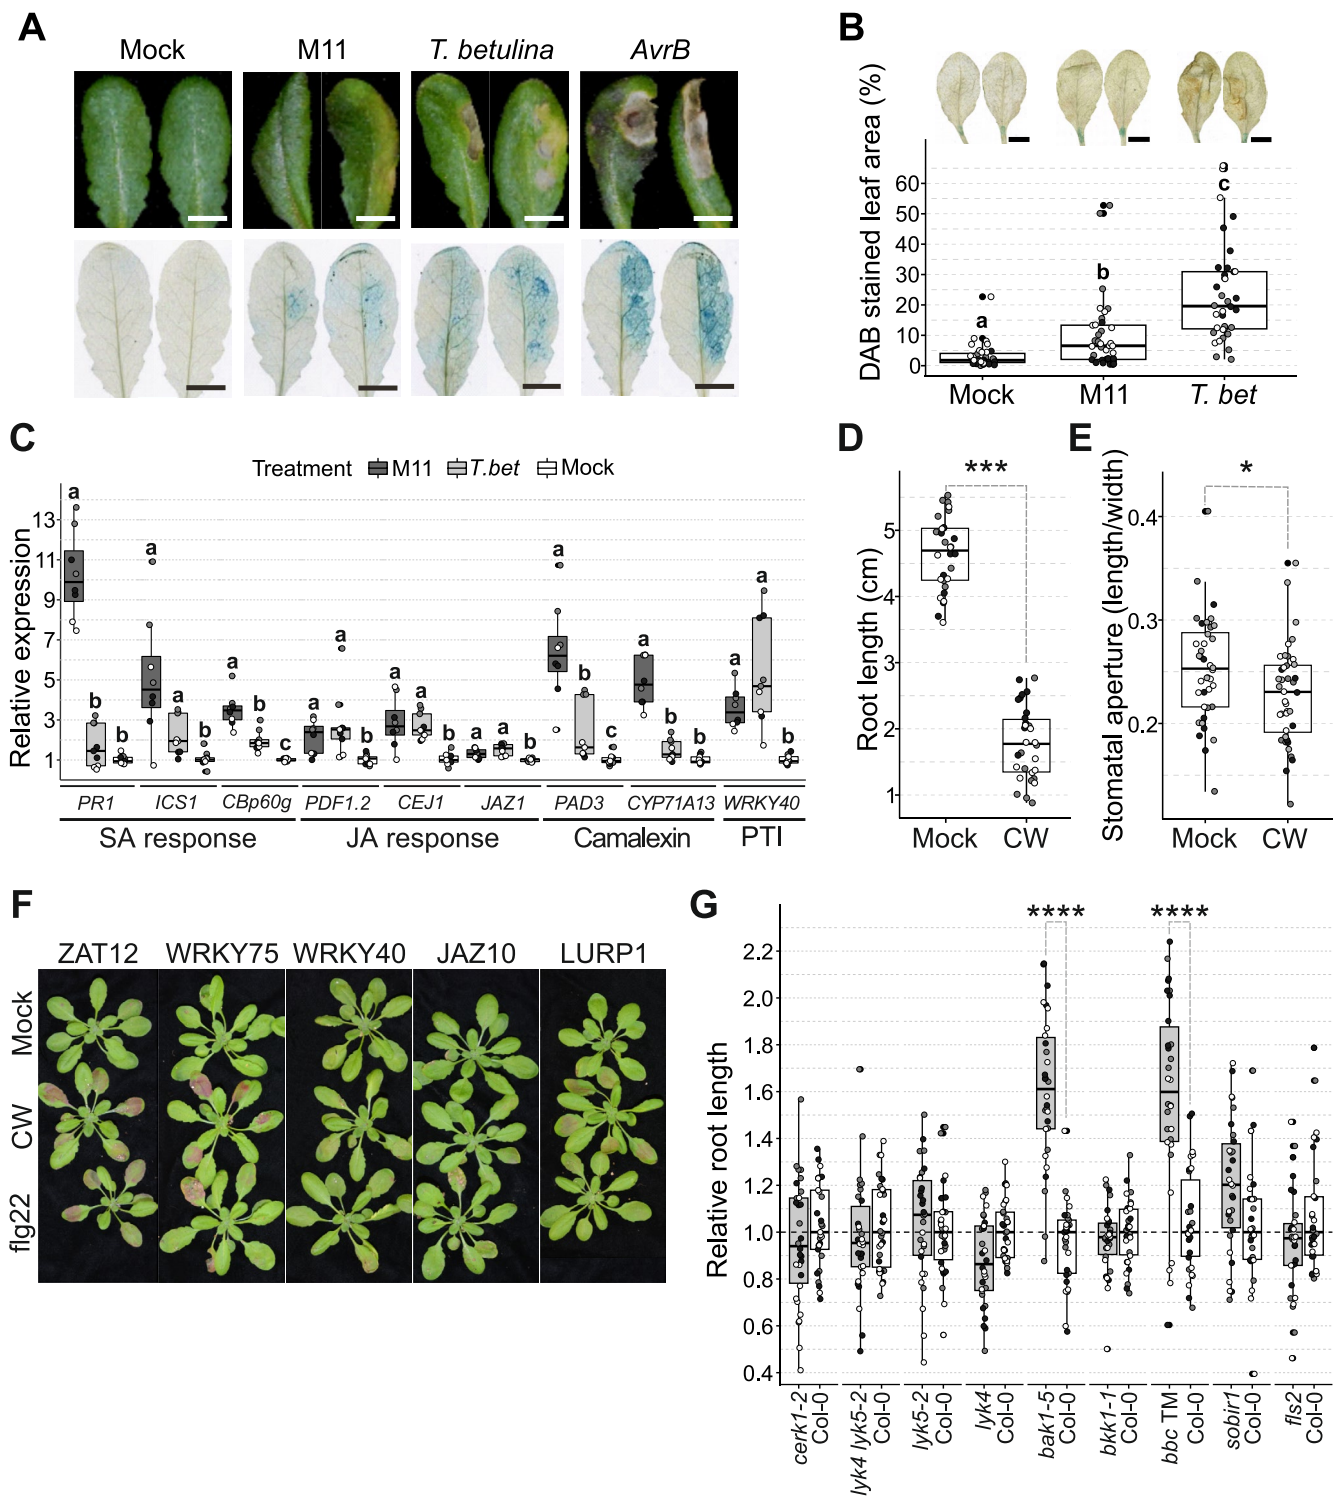 A
Mock M11 T. betulina AvrB
B
DAB stained leaf area (%)
60
50
40
30
20
10
0
a b c
Mock M11 T. bet
C
Treatment M11 T.bet Mock
Relative expression
13
11
9
7
5
3
1
a b b a a b a b c a a b a a b a a b a b c a b b a a b
PR1 ICS1 CBp60g PDF1.2 CEJ1 JAZ1 PAD3 CYP71A13 WRKY40
SA response JA response Camalexin PTI
D
***
Root length (cm)
5
4
3
2
1
Mock CW
E
*
Stomatal aperture (length/width)
0.4
0.3
0.2
Mock CW
F
ZAT12 WRKY75 WRKY40 JAZ10 LURP1
Mock
CW
flg22
G
**** ****
Relative root length
2.2
2.0
1.8
1.6
1.4
1.2
1.0
0.8
0.6
0.4
cerk1-2
Col-0
lyk4 lyk5-2
Col-0
lyk5-2
Col-0
lyk4
Col-0
bak1-5
Col-0
bkk1-1
Col-0
bbc TM
Col-0
sobir1
Col-0
fls2
Col-0